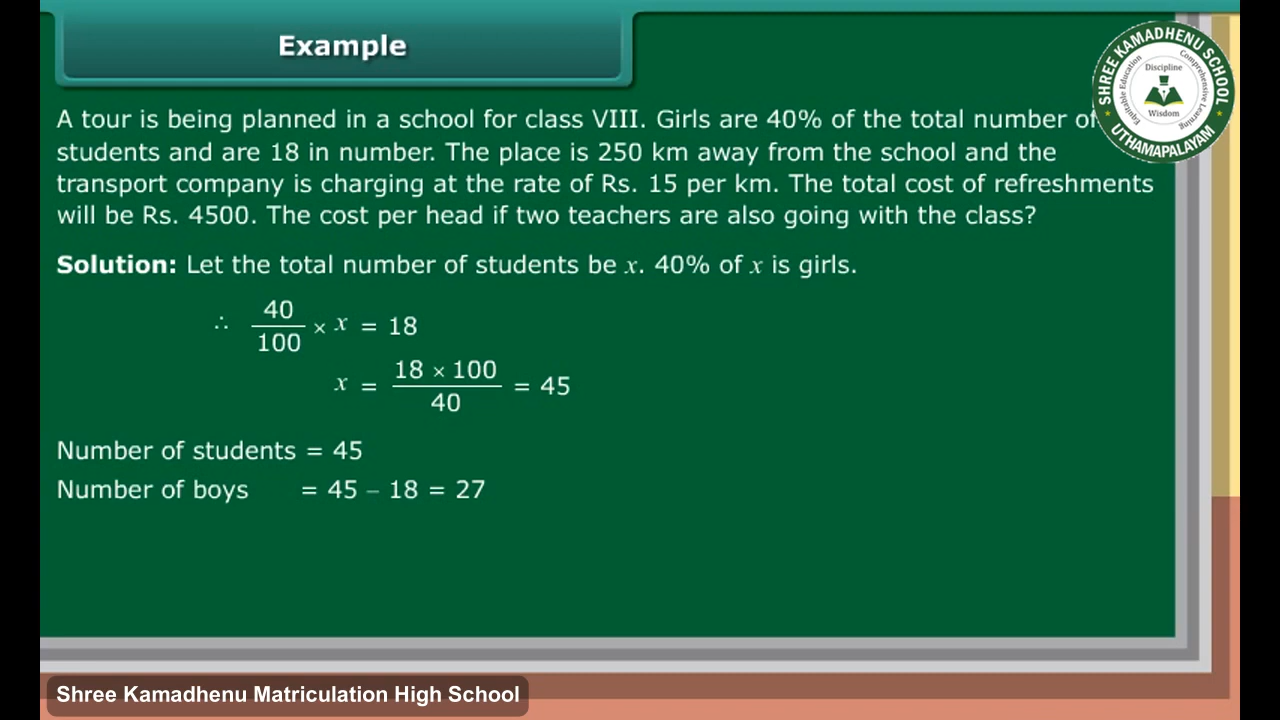 Example
A tour is being planned in a school for class VIII. Girls are 40% of the total number of
students and are 18 in number. The place is 250 km away from the school and the
transport company is charging at the rate of Rs. 15 per km. The total cost of refreshments
will be Rs. 4500. The cost per head if two teachers are also going with the class?
Solution: Let the total number of students be x. 40% of x is girls.
∴ 40/100 × x = 18
x = 18 × 100/40 = 45
Number of students = 45
Number of boys = 45 – 18 = 27
SHREE KAMADHENU SCHOOL
UTHAMAPALAYAM
Equitable Education
Discipline
Comprehensive Learning
Wisdom
Shree Kamadhenu Matriculation High School